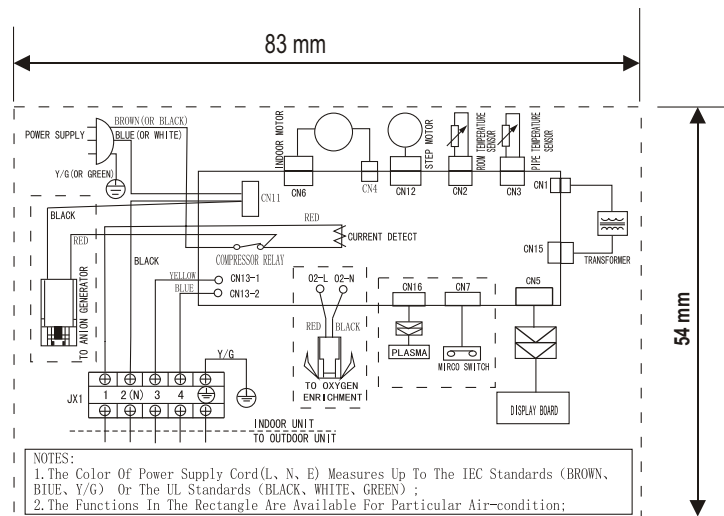 83 mm
54 mm
POWER SUPPLY
BROWN(OR BLACK)
BLUE(OR WHITE)
Y/G(OR GREEN)
INDOOR MOTOR
CN6
CN4
STEP MOTOR
CN12
ROOM TEMPERATURE
SENSOR
CN2
PIPE TEMPERATURE
SENSOR
CN3
CN1
CN11
BLACK
RED
RED
CURRENT DETECT
COMPRESSOR RELAY
CN15
TRANSFORMER
TO ANION GENERATOR
BLACK
YELLOW
CN13-1
BLUE
CN13-2
O2-L O2-N
RED
BLACK
TO OXYGEN
ENRICHMENT
CN16
CN7
CN5
PLASMA
MIRCO SWITCH
DISPLAY BOARD
Y/G
JX1
1 2(N) 3 4
INDOOR UNIT
TO OUTDOOR UNIT
NOTES:
1.The Color Of Power Supply Cord(L、N、E) Measures Up To The IEC Standards (BROWN、
BIUE、Y/G) Or The UL Standards (BLACK、WHITE、GREEN) ;
2.The Functions In The Rectangle Are Available For Particular Air-condition;